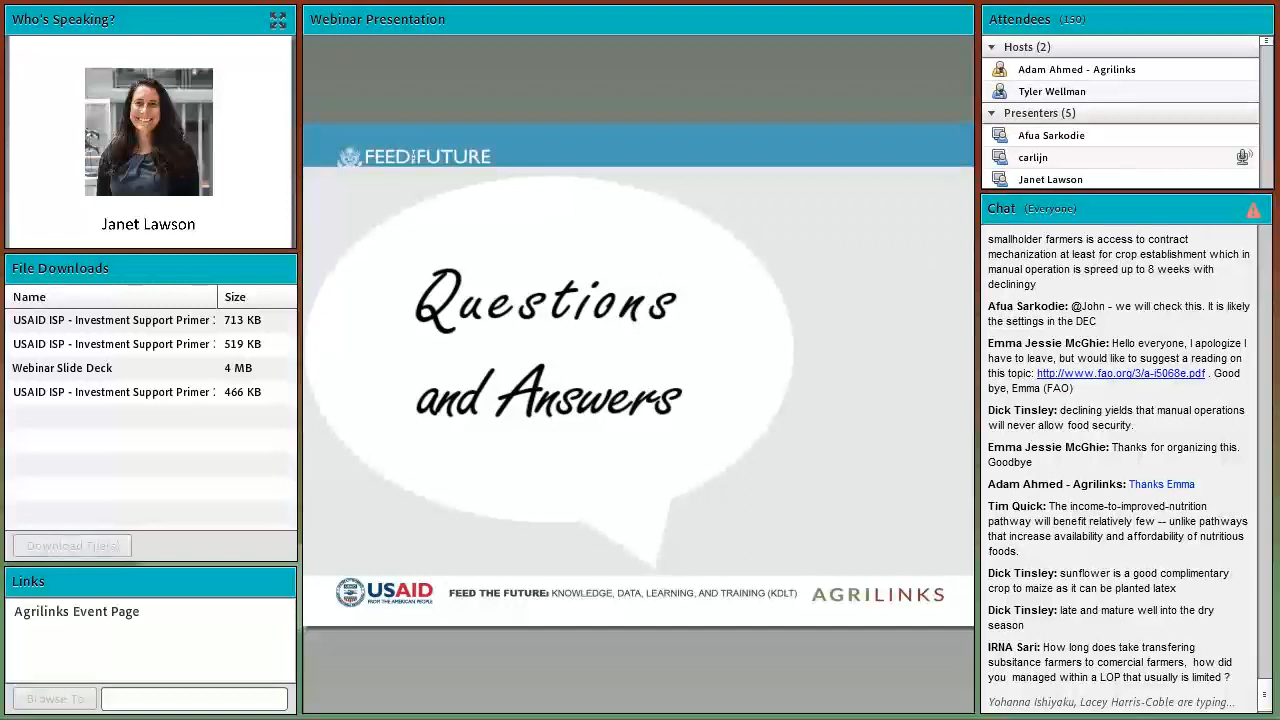 Who's Speaking?
Janet Lawson
File Downloads
Name Size
USAID ISP - Investment Support Primer 713 KB
USAID ISP - Investment Support Primer 519 KB
Webinar Slide Deck 4 MB
USAID ISP - Investment Support Primer 466 KB
Download File(s)
Links
Agrilinks Event Page
Browse To
Webinar Presentation
FEED THE FUTURE
Questions
and Answers
USAID
FROM THE AMERICAN PEOPLE
FEED THE FUTURE: KNOWLEDGE, DATA, LEARNING, AND TRAINING (KDLT)
AGRILINKS
Attendees (150)
Hosts (2)
Adam Ahmed - Agrilinks
Tyler Wellman
Presenters (5)
Afua Sarkodie
carlijn
Janet Lawson
Chat (Everyone)
smallholder farmers is access to contract
mechanization at least for crop establishment which in
manual operation is spreed up to 8 weeks with
decliningy
Afua Sarkodie: @John - we will check this. It is likely
the settings in the DEC
Emma Jessie McGhie: Hello everyone, I apologize I
have to leave, but would like to suggest a reading on
this topic: http://www.fao.org/3/a-i5068e.pdf . Good
bye, Emma (FAO)
Dick Tinsley: declining yields that manual operations
will never allow food security.
Emma Jessie McGhie: Thanks for organizing this.
Goodbye
Adam Ahmed - Agrilinks: Thanks Emma
Tim Quick: The income-to-improved-nutrition
pathway will benefit relatively few -- unlike pathways
that increase availability and affordability of nutritious
foods.
Dick Tinsley: sunflovar is a good complimentary
crop to maize as it can be planted latex
Dick Tinsley: late and mature well into the dry
season
IRNA Sari: How long does take transfering
subsitance farmers to comercial farmers, how did
you managed within a LOP that usually is limited ?
Yohanna Ishiyaku, Lacey Harris-Coble are typing...